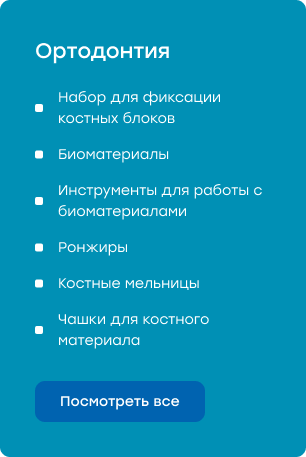 Ортодонтия
Набор для фиксации
костных блоков
Биоматериалы
Инструменты для работы с
биоматериалами
Ронжиры
Костные мельницы
Чашки для костного
материала
Посмотреть все